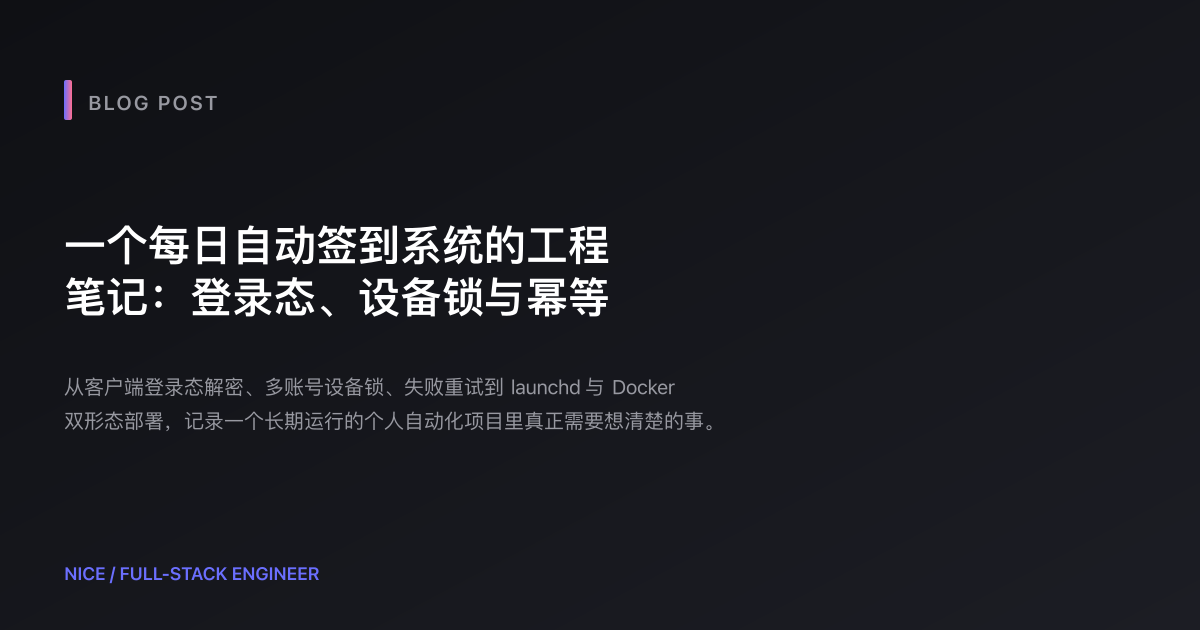 BLOG POST
一个每日自动签到系统的工程
笔记：登录态、设备锁与幂等
从客户端登录态解密、多账号设备锁、失败重试到 launchd 与 Docker
双形态部署，记录一个长期运行的个人自动化项目里真正需要想清楚的事。
NICE / FULL-STACK ENGINEER